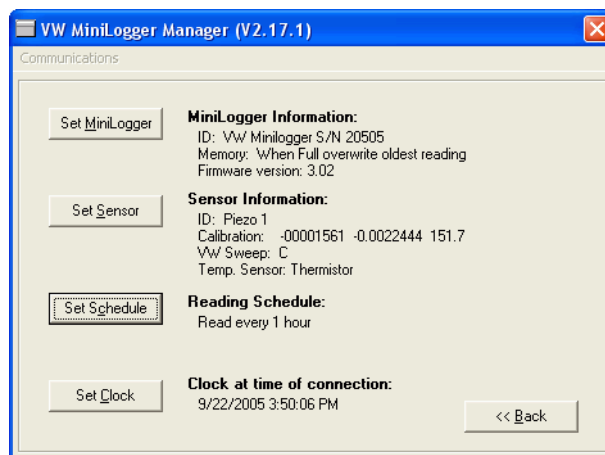 VW MiniLogger Manager (V2.17.1)
Communications
Set MiniLogger
MiniLogger Information:
ID: VW Minilogger S/N 20505
Memory: When Full overwrite oldest reading
Firmware version: 3.02
Set Sensor
Sensor Information:
ID: Piezo 1
Calibration: -00001561 -0.0022444 151.7
VW Sweep: C
Temp. Sensor: Thermistor
Set Schedule
Reading Schedule:
Read every 1 hour
Set Clock
Clock at time of connection:
9/22/2005 3:50:06 PM
<< Back